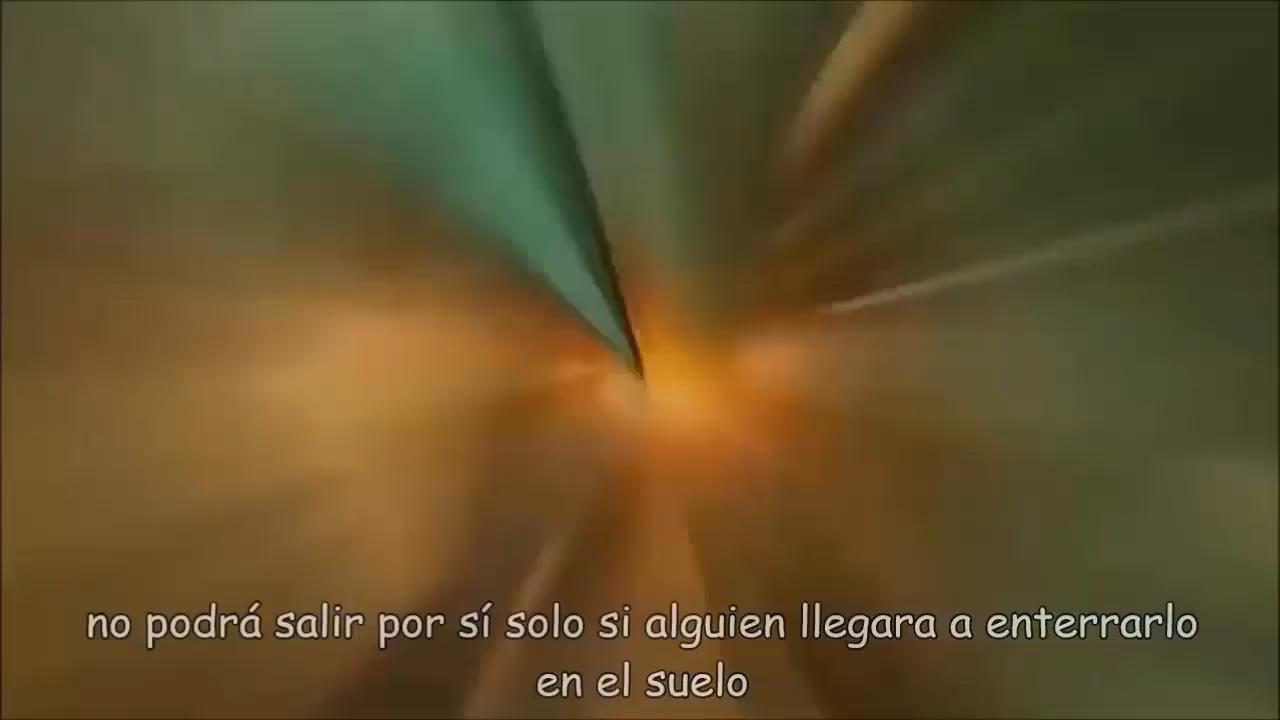 no podrá salir por sí solo si alguien llegara a enterrarlo
en el suelo